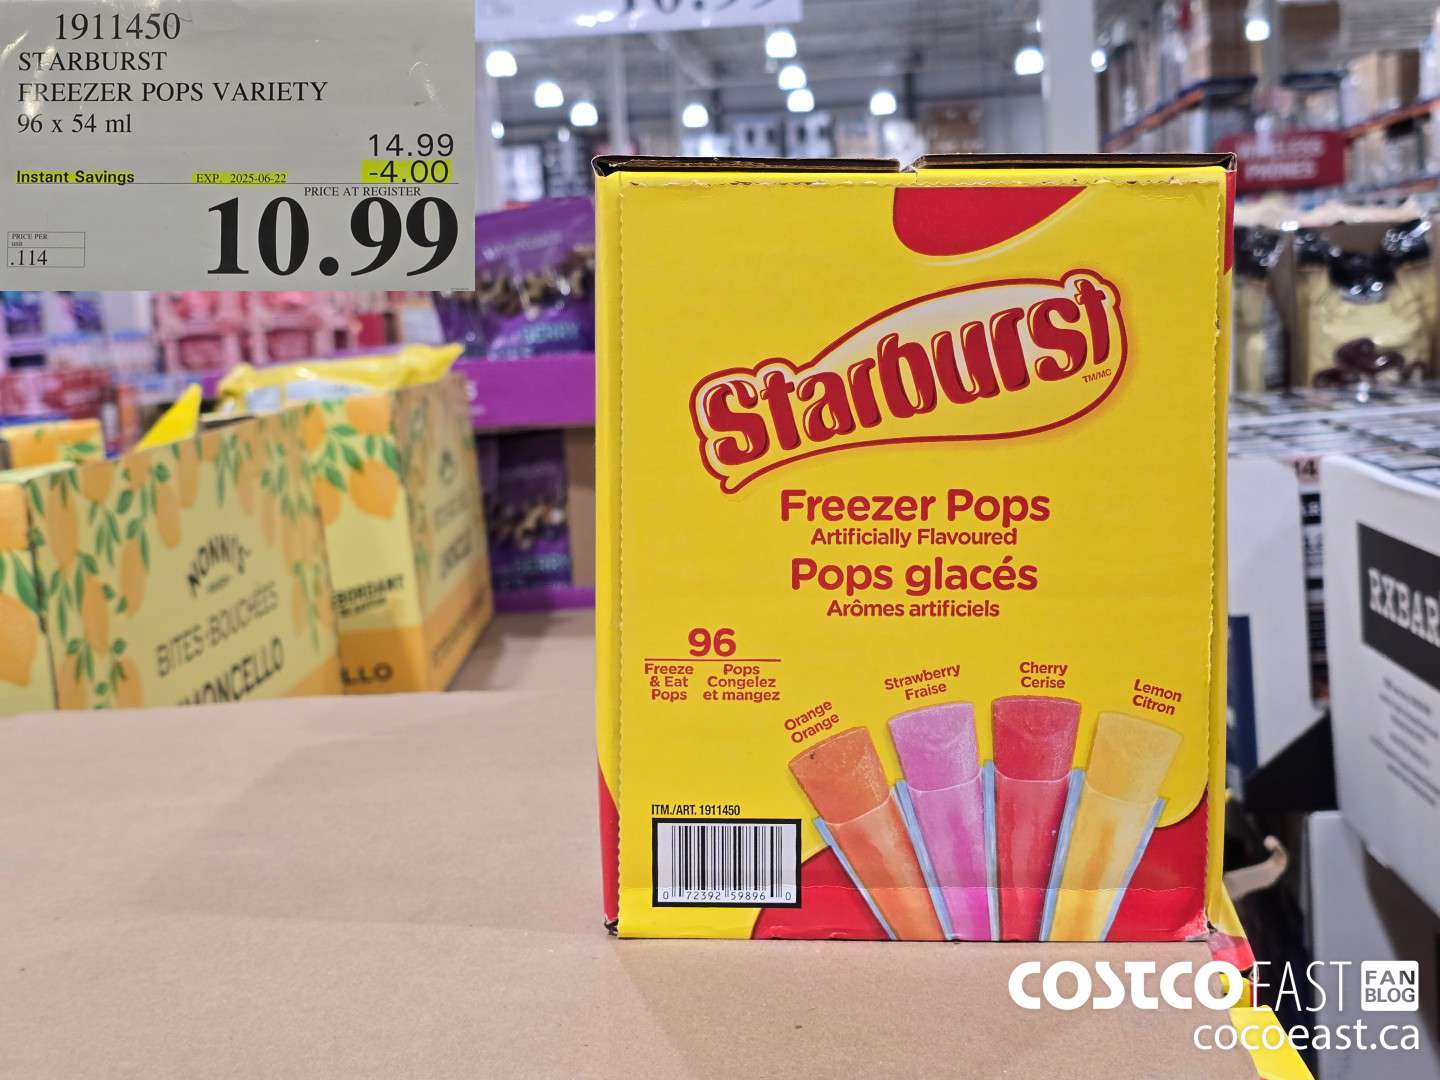 1911450
STARBURST
FREEZER POPS VARIETY
96 x 54 ml
14.99
Instant Savings EXP. 2025-06-22 -4.00
PRICE AT REGISTER
10.99
PRICE PER
unit
.114
Starburst
TM/MC
Freezer Pops
Artificially Flavoured
Pops glacés
Arômes artificiels
96
Freeze & Eat Pops
Pops Congelez et mangez
Orange
Orange
Strawberry
Fraise
Cherry
Cerise
Lemon
Citron
ITM./ART. 1911450
0 72392 59896 0
NONNI'S
BITES-BOUCHÉES
LIMONCELLO
RXBAR
COSTCO EAST FAN BLOG
cocoeast.ca